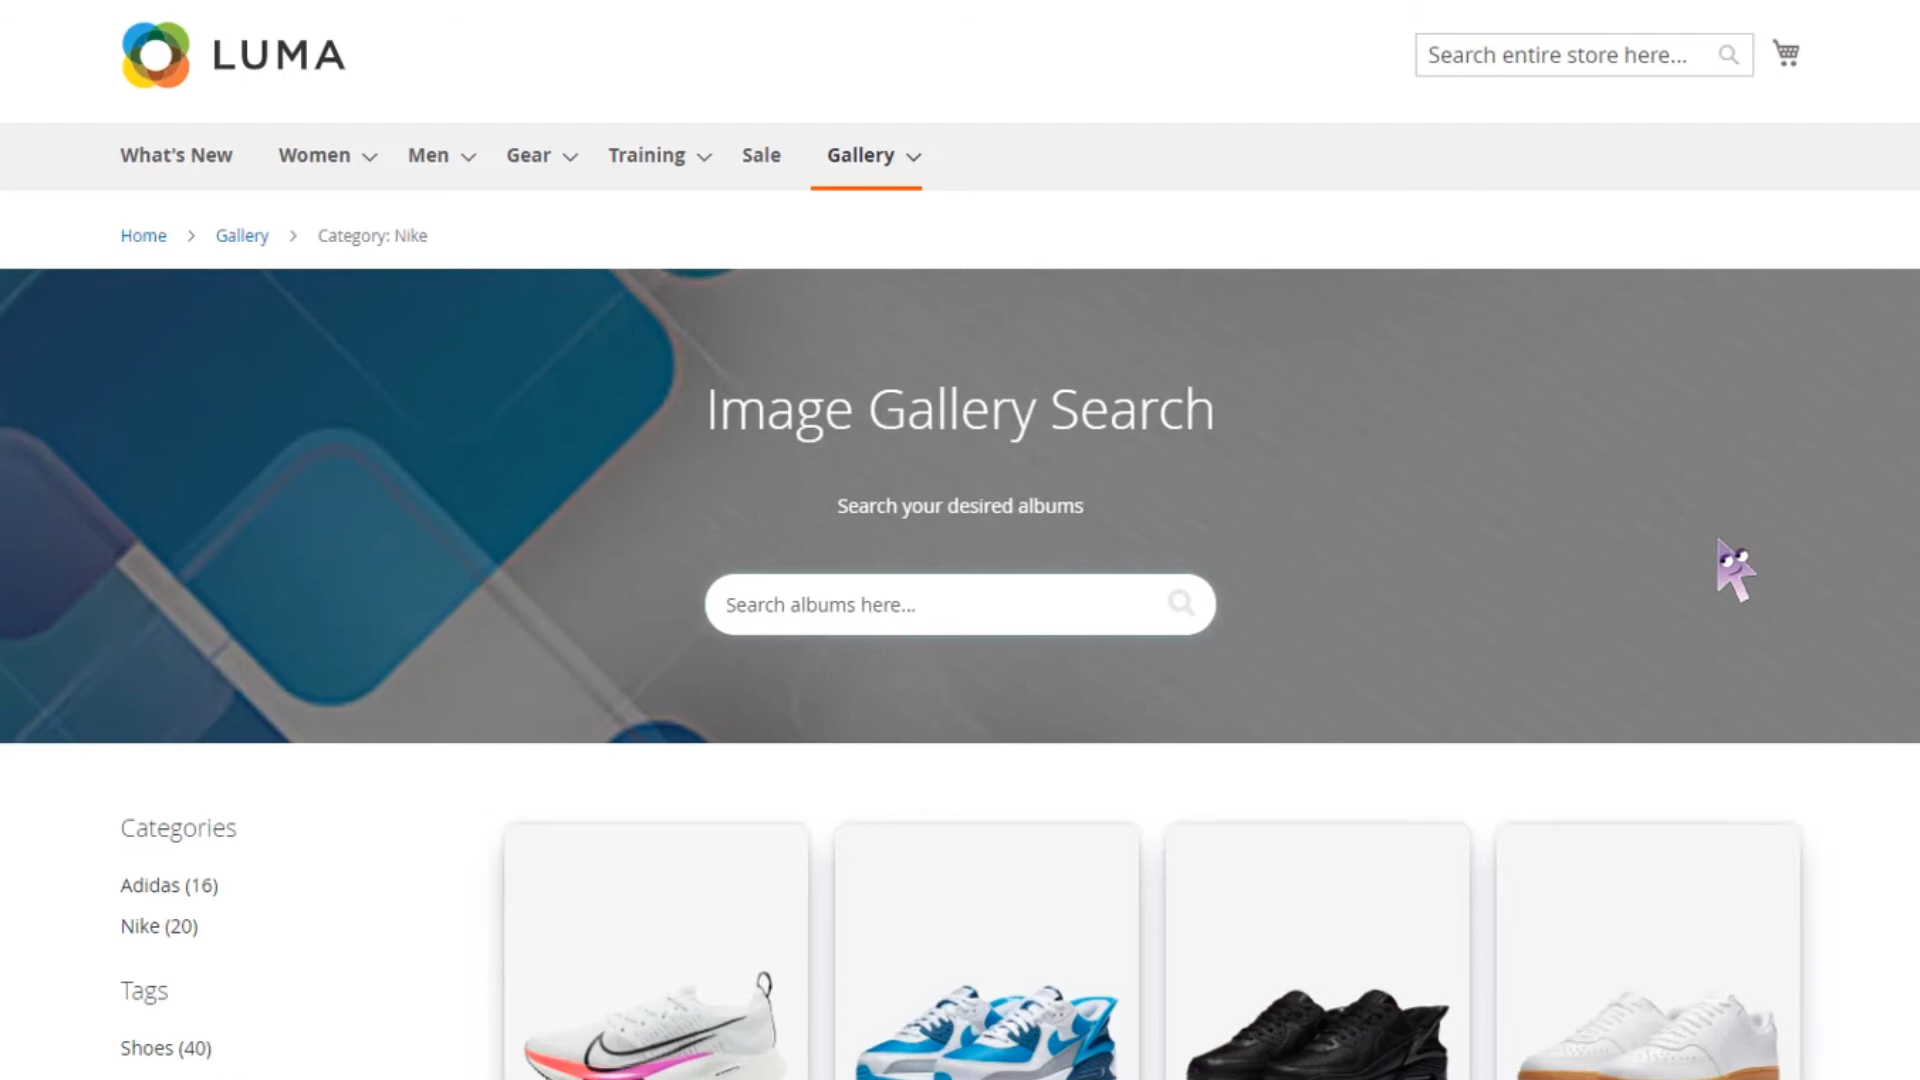 LUMA
Search entire store here...
What's New Women Men Gear Training Sale Gallery
Home Gallery Category: Nike
Image Gallery Search
Search your desired albums
Search albums here...
Categories
Adidas (16)
Nike (20)
Tags
Shoes (40)